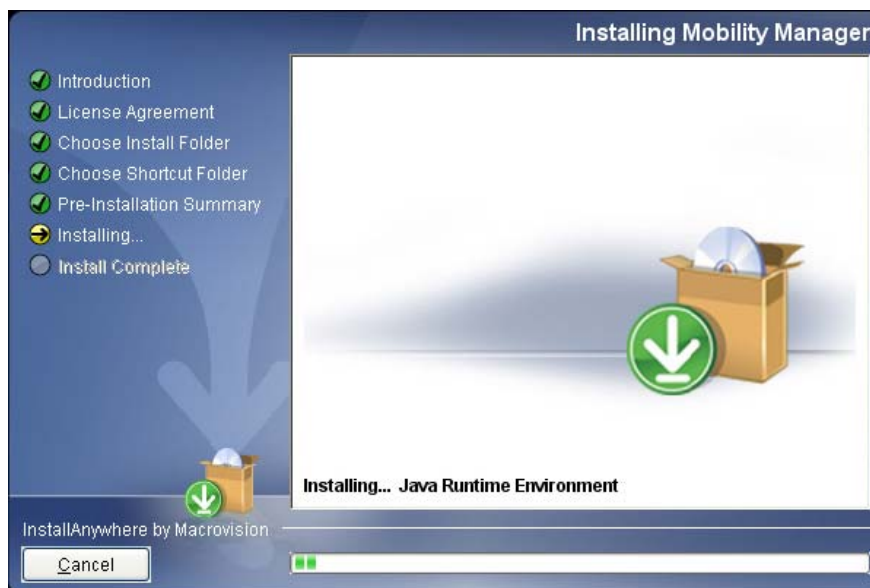 Installing Mobility Manager
Introduction
License Agreement
Choose Install Folder
Choose Shortcut Folder
Pre-Installation Summary
Installing...
Install Complete
Installing... Java Runtime Environment
InstallAnywhere by Macrovision
Cancel